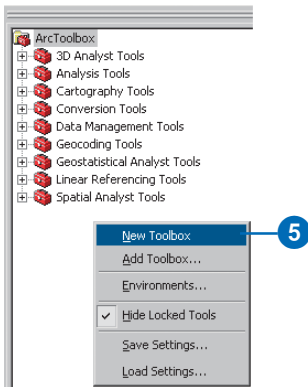 ArcToolbox
3D Analyst Tools
Analysis Tools
Cartography Tools
Conversion Tools
Data Management Tools
Geocoding Tools
Geostatistical Analyst Tools
Linear Referencing Tools
Spatial Analyst Tools
New Toolbox
5
Add Toolbox...
Environments...
Hide Locked Tools
Save Settings...
Load Settings...